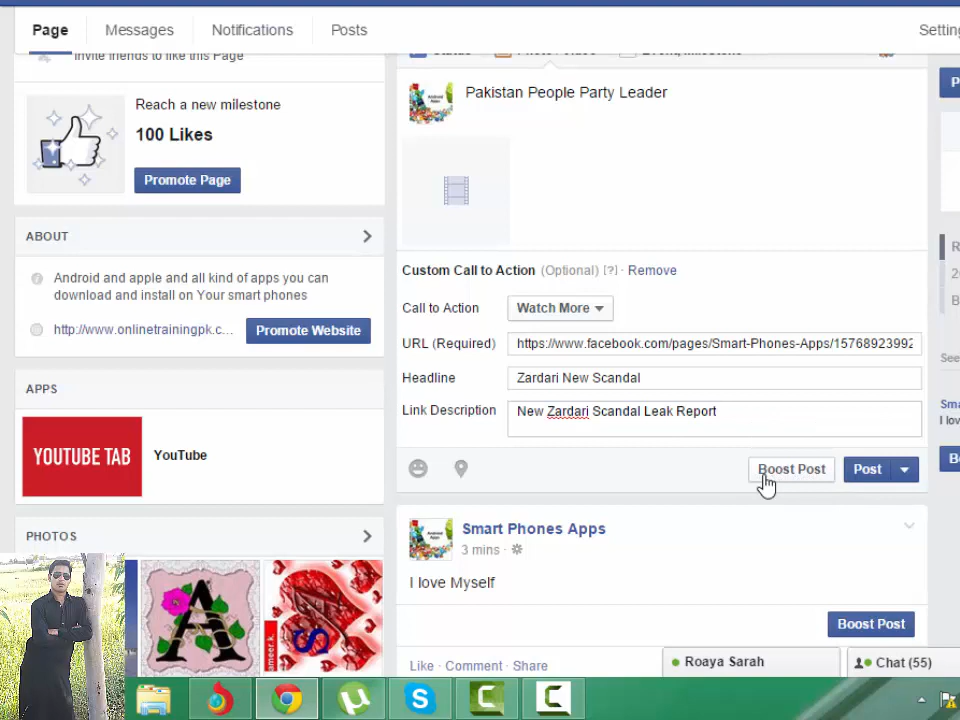 Page Messages Notifications Posts Settin
Invite friends to like this Page
Reach a new milestone
100 Likes
Promote Page
ABOUT
Android and apple and all kind of apps you can
download and install on Your smart phones
http://www.onlinetrainingpk.c... Promote Website
APPS
YOUTUBE TAB YouTube
PHOTOS
Pakistan People Party Leader
Custom Call to Action (Optional) [?] · Remove
Call to Action Watch More
URL (Required) https://www.facebook.com/pages/Smart-Phones-Apps/15768923992
Headline Zardari New Scandal
Link Description New Zardari Scandal Leak Report
Boost Post Post
Smart Phones Apps
3 mins ·
I love Myself
Boost Post
Like · Comment · Share
Roaya Sarah Chat (55)
See
Sma
I lov